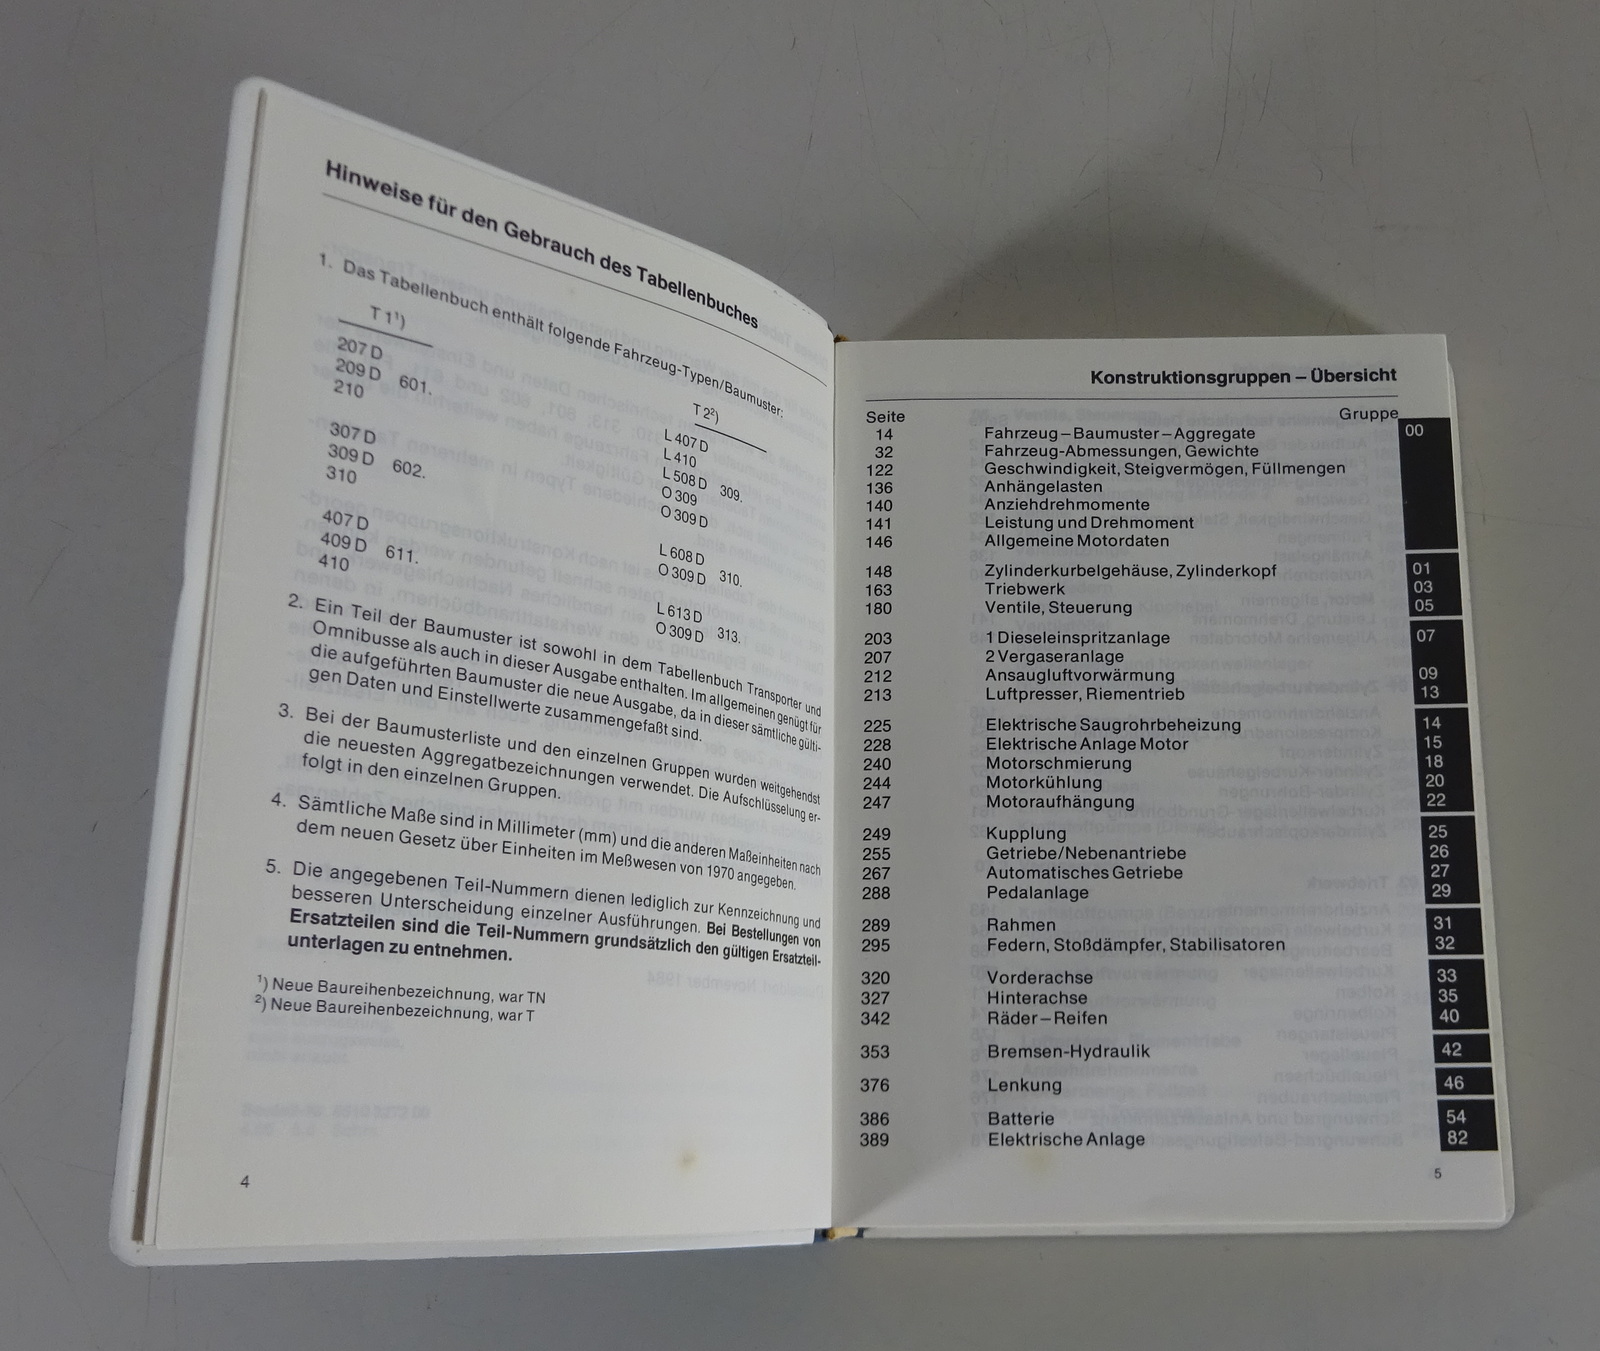 Hinweise für den Gebrauch des Tabellenbuches
1. Das Tabellenbuch enthält folgende Fahrzeug-Typen/Baumuster:
T 1¹)
207 D
209 D 601.
210
307 D
309 D 602.
310
407 D
409 D 611.
410
T 2²)
L 407 D
L 410
L 508 D 309.
O 309
O 309 D
L 608 D
O 309 D 310.
L 613 D
O 309 D 313.
2. Ein Teil der Baumuster ist sowohl in dem Tabellenbuch Transporter und
Omnibusse als auch in dieser Ausgabe enthalten. Im allgemeinen genügt für
die aufgeführten Baumuster die neue Ausgabe, da in dieser sämtliche gülti-
gen Daten und Einstellwerte zusammengefaßt sind.
3. Bei der Baumusterliste und den einzelnen Gruppen wurden weitgehendst
die neuesten Aggregatbezeichnungen verwendet. Die Aufschlüsselung er-
folgt in den einzelnen Gruppen.
4. Sämtliche Maße sind in Millimeter (mm) und die anderen Maßeinheiten nach
dem neuen Gesetz über Einheiten im Meßwesen von 1970 angegeben.
5. Die angegebenen Teil-Nummern dienen lediglich zur Kennzeichnung und
besseren Unterscheidung einzelner Ausführungen. Bei Bestellungen von
Ersatzteilen sind die Teil-Nummern grundsätzlich den gültigen Ersatzteil-
unterlagen zu entnehmen.
¹) Neue Baureihenbezeichnung, war TN
²) Neue Baureihenbezeichnung, war T
4
Konstruktionsgruppen – Übersicht
Seite Gruppe
14 Fahrzeug – Baumuster – Aggregate 00
32 Fahrzeug-Abmessungen, Gewichte
122 Geschwindigkeit, Steigvermögen, Füllmengen
136 Anhängelasten
140 Anziehdrehmomente
141 Leistung und Drehmoment
146 Allgemeine Motordaten
148 Zylinderkurbelgehäuse, Zylinderkopf 01
163 Triebwerk 03
180 Ventile, Steuerung 05
203 1 Dieseleinspritzanlage 07
207 2 Vergaseranlage
212 Ansaugluftvorwärmung 09
213 Luftpresser, Riementrieb 13
225 Elektrische Saugrohrbeheizung 14
228 Elektrische Anlage Motor 15
240 Motorschmierung 18
244 Motorkühlung 20
247 Motoraufhängung 22
249 Kupplung 25
255 Getriebe/Nebenantriebe 26
267 Automatisches Getriebe 27
288 Pedalanlage 29
289 Rahmen 31
295 Federn, Stoßdämpfer, Stabilisatoren 32
320 Vorderachse 33
327 Hinterachse 35
342 Räder – Reifen 40
353 Bremsen-Hydraulik 42
376 Lenkung 46
386 Batterie 54
389 Elektrische Anlage 82
5